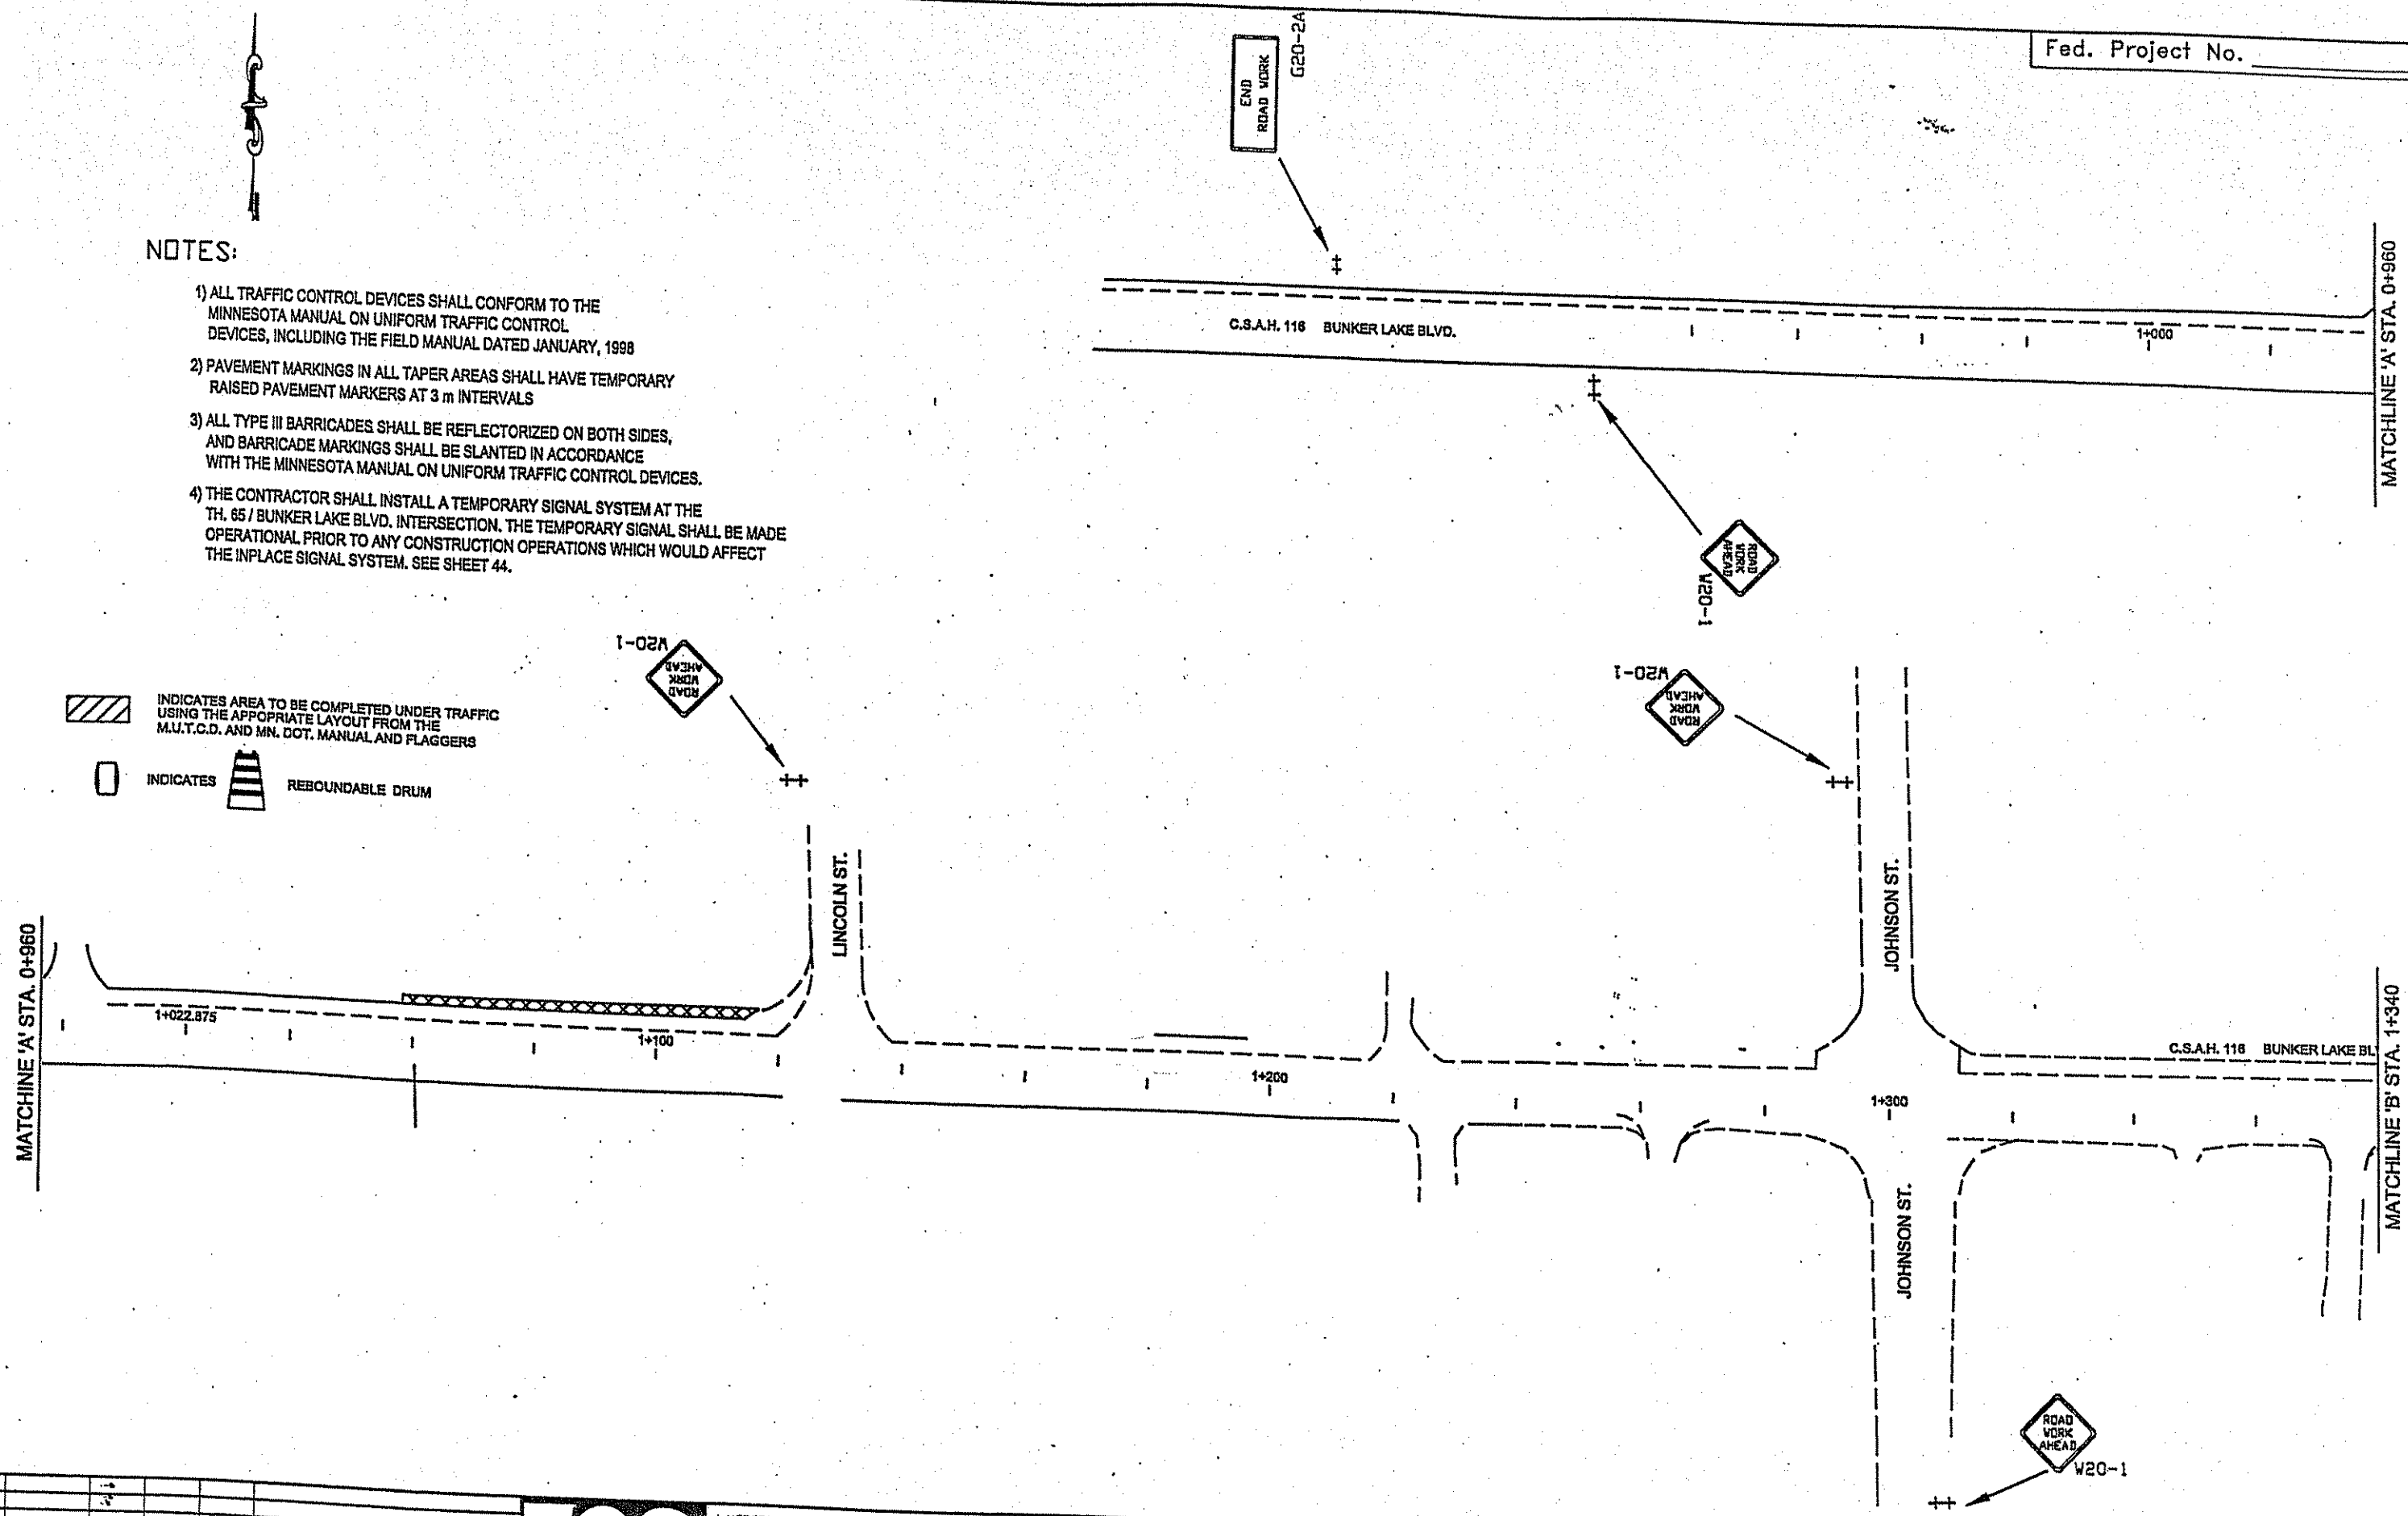 Fed. Project No.
END
ROAD WORK
G20-2A
NOTES:
1) ALL TRAFFIC CONTROL DEVICES SHALL CONFORM TO THE
MINNESOTA MANUAL ON UNIFORM TRAFFIC CONTROL
DEVICES, INCLUDING THE FIELD MANUAL DATED JANUARY, 1998
2) PAVEMENT MARKINGS IN ALL TAPER AREAS SHALL HAVE TEMPORARY
RAISED PAVEMENT MARKERS AT 3 m INTERVALS
3) ALL TYPE III BARRICADES SHALL BE REFLECTORIZED ON BOTH SIDES,
AND BARRICADE MARKINGS SHALL BE SLANTED IN ACCORDANCE
WITH THE MINNESOTA MANUAL ON UNIFORM TRAFFIC CONTROL DEVICES.
4) THE CONTRACTOR SHALL INSTALL A TEMPORARY SIGNAL SYSTEM AT THE
TH. 65 / BUNKER LAKE BLVD. INTERSECTION. THE TEMPORARY SIGNAL SHALL BE MADE
OPERATIONAL PRIOR TO ANY CONSTRUCTION OPERATIONS WHICH WOULD AFFECT
THE INPLACE SIGNAL SYSTEM. SEE SHEET 44.
C.S.A.H. 116 BUNKER LAKE BLVD.
1+000
MATCHLINE 'A' STA. 0+960
ROAD
WORK
AHEAD
W20-1
W20-1
ROAD
WORK
AHEAD
W20-1
ROAD
WORK
AHEAD
INDICATES AREA TO BE COMPLETED UNDER TRAFFIC
USING THE APPOPRIATE LAYOUT FROM THE
M.U.T.C.D. AND MN. DOT. MANUAL AND FLAGGERS
INDICATES REBOUNDABLE DRUM
LINCOLN ST.
JOHNSON ST.
MATCHLINE 'A' STA. 0+960
1+022.875
1+100
1+200
1+300
C.S.A.H. 116 BUNKER LAKE BL
MATCHLINE 'B' STA. 1+340
JOHNSON ST.
ROAD
WORK
AHEAD
W20-1